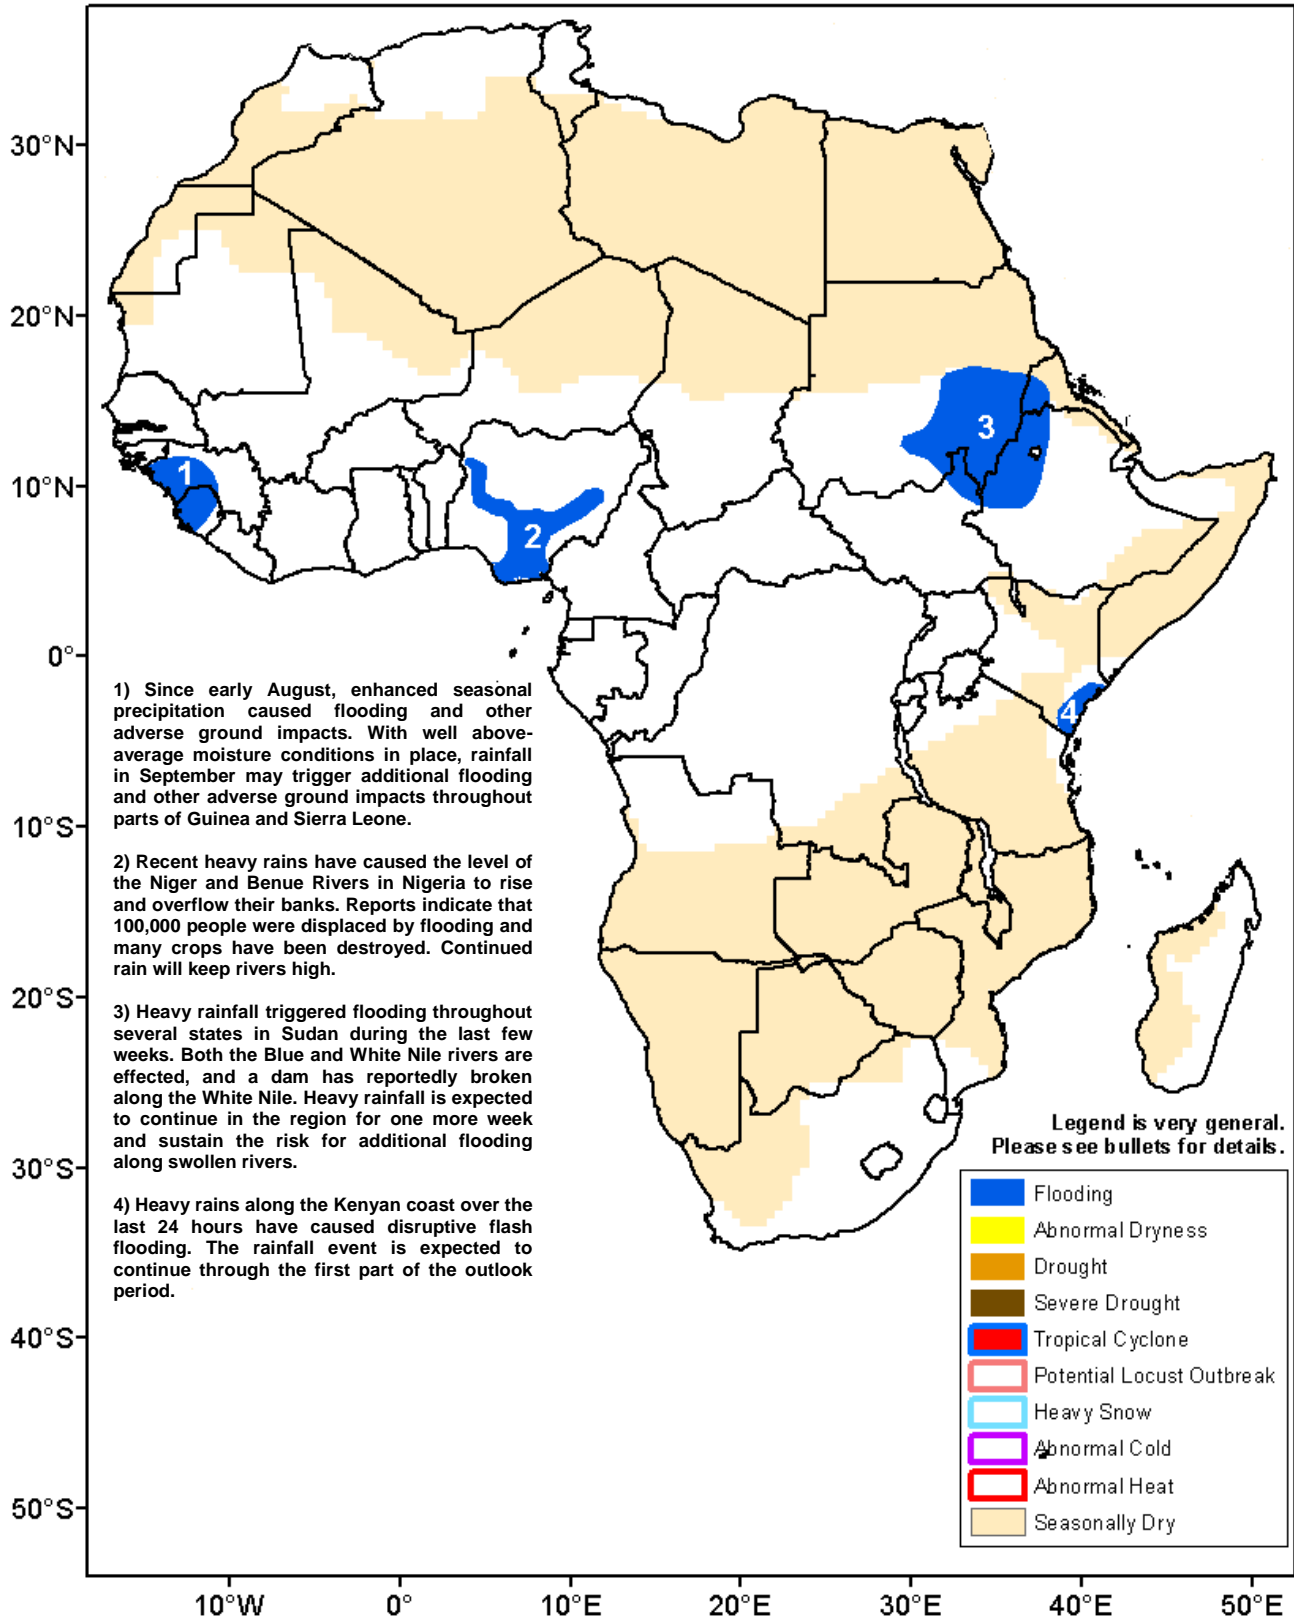 30°N
20°N
10°N
0°
10°S
20°S
30°S
40°S
50°S
1
2
3
4
1) Since early August, enhanced seasonal
precipitation caused flooding and other
adverse ground impacts. With well above-
average moisture conditions in place, rainfall
in September may trigger additional flooding
and other adverse ground impacts throughout
parts of Guinea and Sierra Leone.
2) Recent heavy rains have caused the level of
the Niger and Benue Rivers in Nigeria to rise
and overflow their banks. Reports indicate that
100,000 people were displaced by flooding and
many crops have been destroyed. Continued
rain will keep rivers high.
3) Heavy rainfall triggered flooding throughout
several states in Sudan during the last few
weeks. Both the Blue and White Nile rivers are
effected, and a dam has reportedly broken
along the White Nile. Heavy rainfall is expected
to continue in the region for one more week
and sustain the risk for additional flooding
along swollen rivers.
4) Heavy rains along the Kenyan coast over the
last 24 hours have caused disruptive flash
flooding. The rainfall event is expected to
continue through the first part of the outlook
period.
Legend is very general.
Please see bullets for details.
Flooding
Abnormal Dryness
Drought
Severe Drought
Tropical Cyclone
Potential Locust Outbreak
Heavy Snow
Abnormal Cold
Abnormal Heat
Seasonally Dry
10°W
0°
10°E
20°E
30°E
40°E
50°E